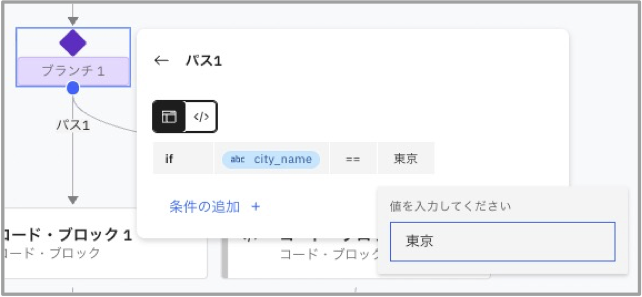 ブランチ 1
パス1
← パス1
</>
if abc city_name == 東京
条件の追加 +
値を入力してください
東京
コード・ブロック 1
コード・ブロック
コード・ブロック